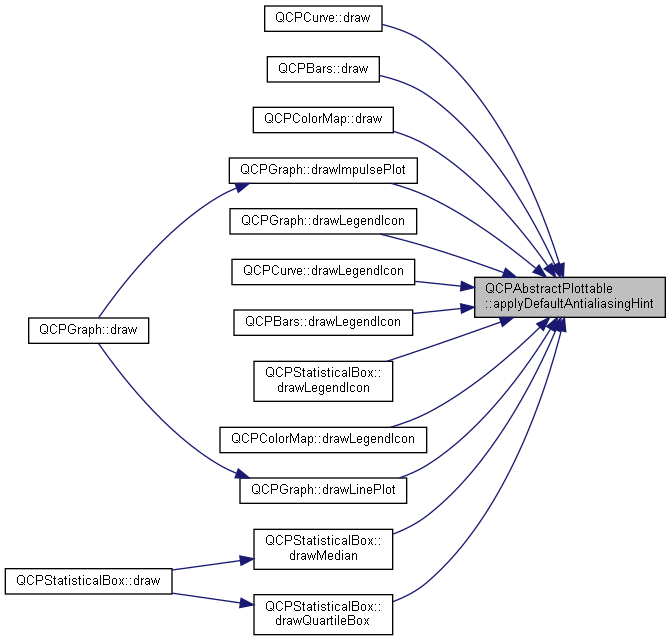 QCPCurve::draw
QCPBars::draw
QCPColorMap::draw
QCPGraph::drawImpulsePlot
QCPGraph::drawLegendIcon
QCPCurve::drawLegendIcon
QCPAbstractPlottable
::applyDefaultAntialiasingHint
QCPBars::drawLegendIcon
QCPGraph::draw
QCPStatisticalBox::
drawLegendIcon
QCPColorMap::drawLegendIcon
QCPGraph::drawLinePlot
QCPStatisticalBox::
drawMedian
QCPStatisticalBox::draw
QCPStatisticalBox::
drawQuartileBox